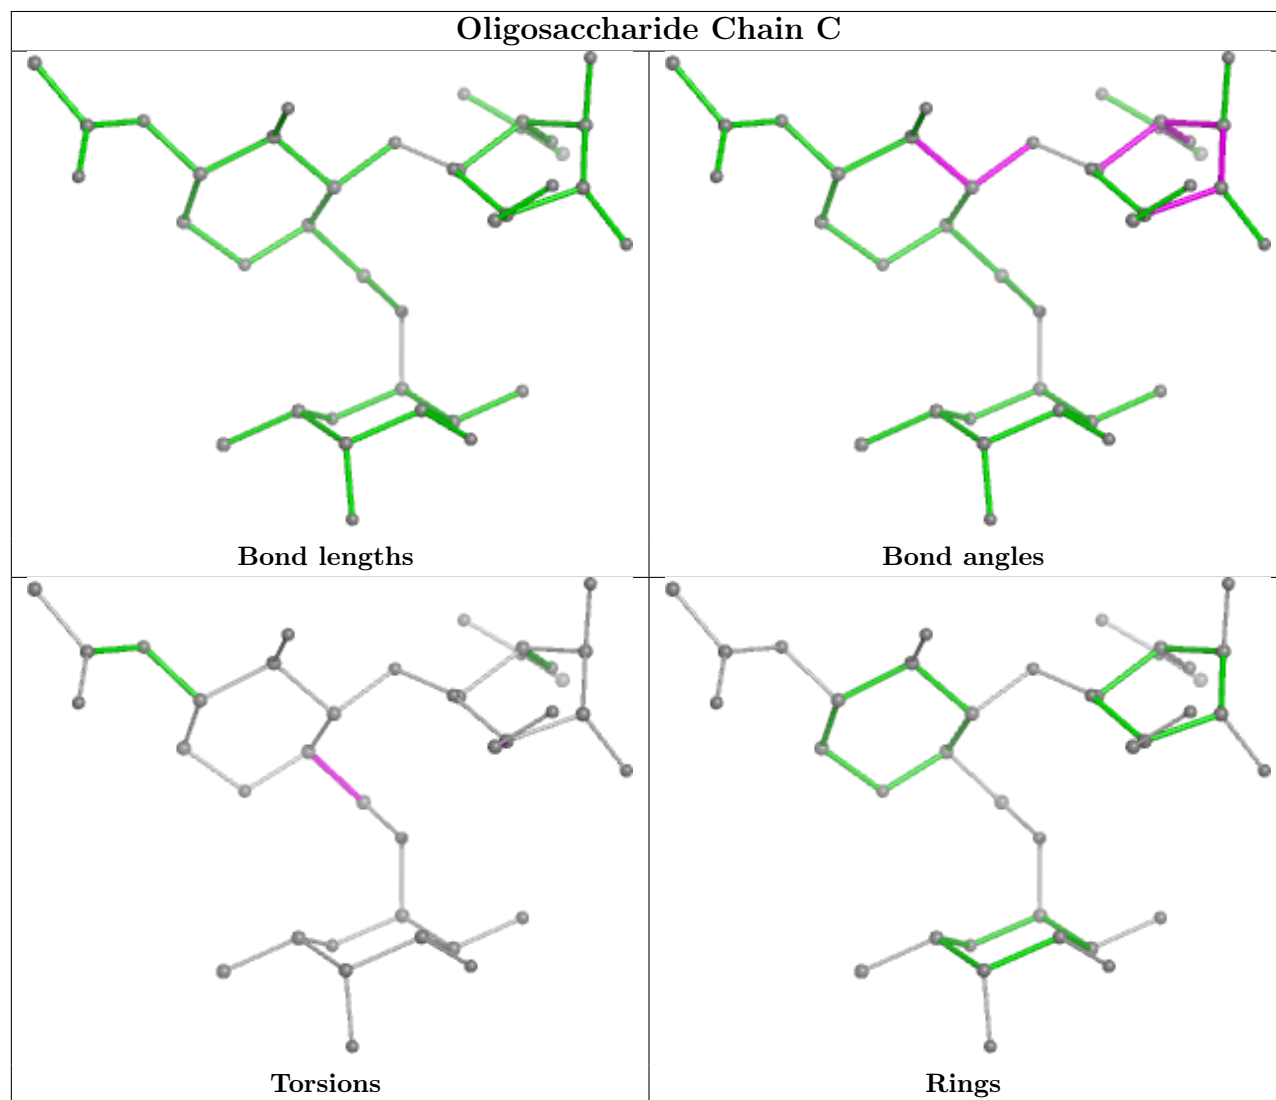 Oligosaccharide Chain C
Bond lengths
Bond angles
Torsions
Rings